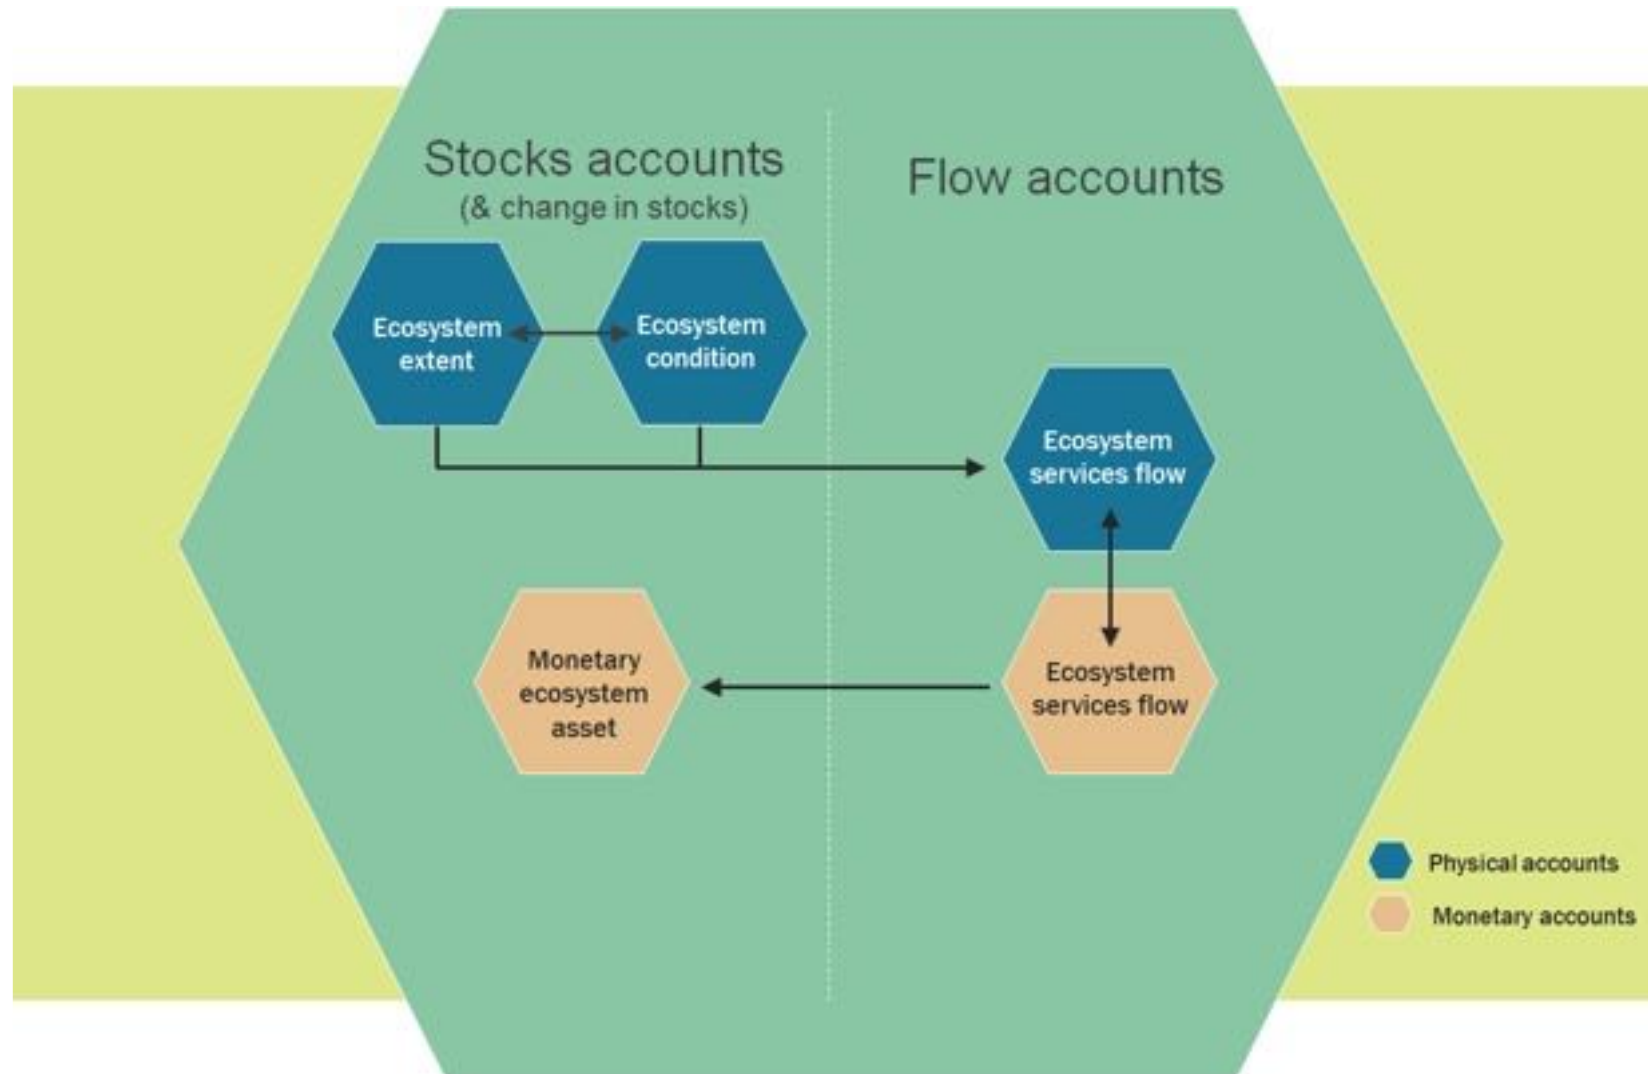 Stocks accounts
(& change in stocks)
Flow accounts
Ecosystem
extent
Ecosystem
condition
Ecosystem
services flow
Monetary
ecosystem
asset
Ecosystem
services flow
Physical accounts
Monetary accounts